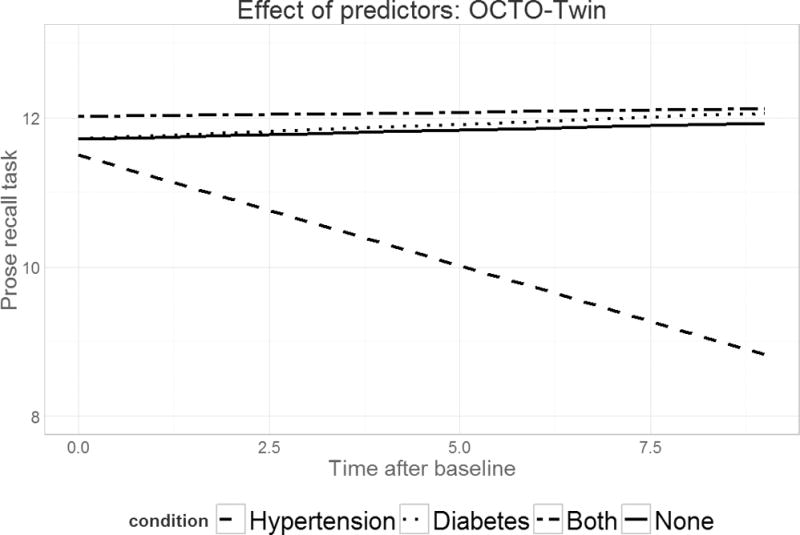 Effect of predictors: OCTO-Twin
Prose recall task
12
10
8
0.0 2.5 5.0 7.5
Time after baseline
condition Hypertension Diabetes Both None